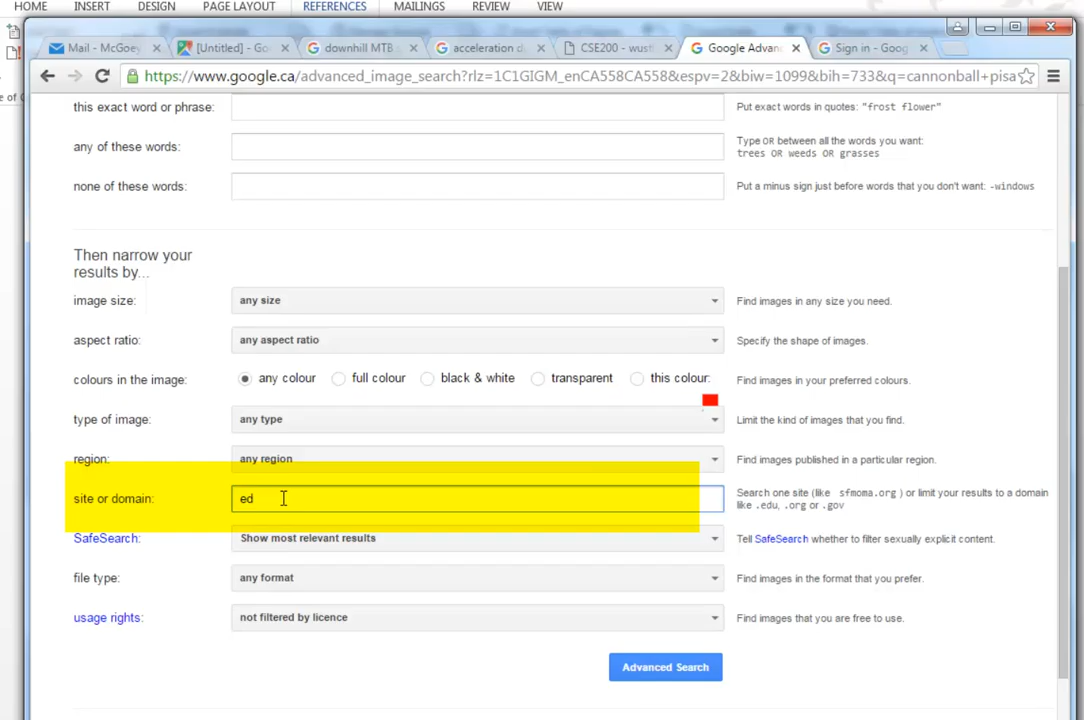 HOME INSERT DESIGN PAGE LAYOUT REFERENCES MAILINGS REVIEW VIEW
Mail - McGoey [Untitled] - Go downhill MTB acceleration d CSE200 - wust Google Advan Sign in - Goog
https://www.google.ca/advanced_image_search?rlz=1C1GIGM_enCA558CA558&espv=2&biw=1099&bih=733&q=cannonball+pisa
this exact word or phrase: Put exact words in quotes: "frost flower"
any of these words: Type OR between all the words you want:
trees OR weeds OR grasses
none of these words: Put a minus sign just before words that you don't want: -windows
Then narrow your
results by...
image size: any size Find images in any size you need.
aspect ratio: any aspect ratio Specify the shape of images.
colours in the image: any colour full colour black & white transparent this colour: Find images in your preferred colours.
type of image: any type Limit the kind of images that you find.
region: any region Find images published in a particular region.
site or domain: ed Search one site (like sfmoma.org ) or limit your results to a domain
like .edu, .org or .gov
SafeSearch: Show most relevant results Tell SafeSearch whether to filter sexually explicit content.
file type: any format Find images in the format that you prefer.
usage rights: not filtered by licence Find images that you are free to use.
Advanced Search